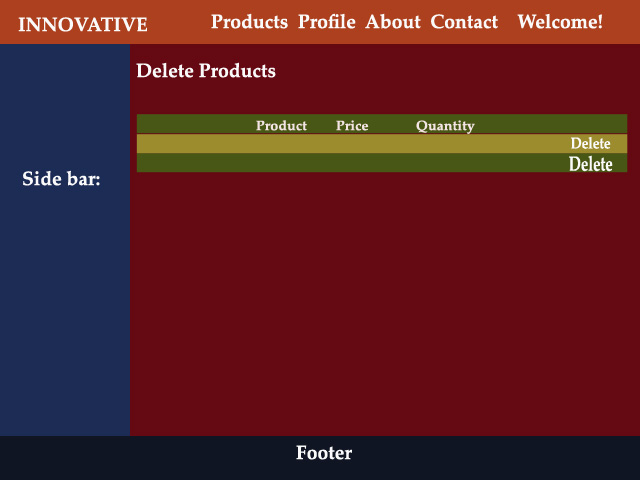 INNOVATIVE Products Profile About Contact Welcome!
Delete Products
Product Price Quantity
Delete
Delete
Side bar:
Footer